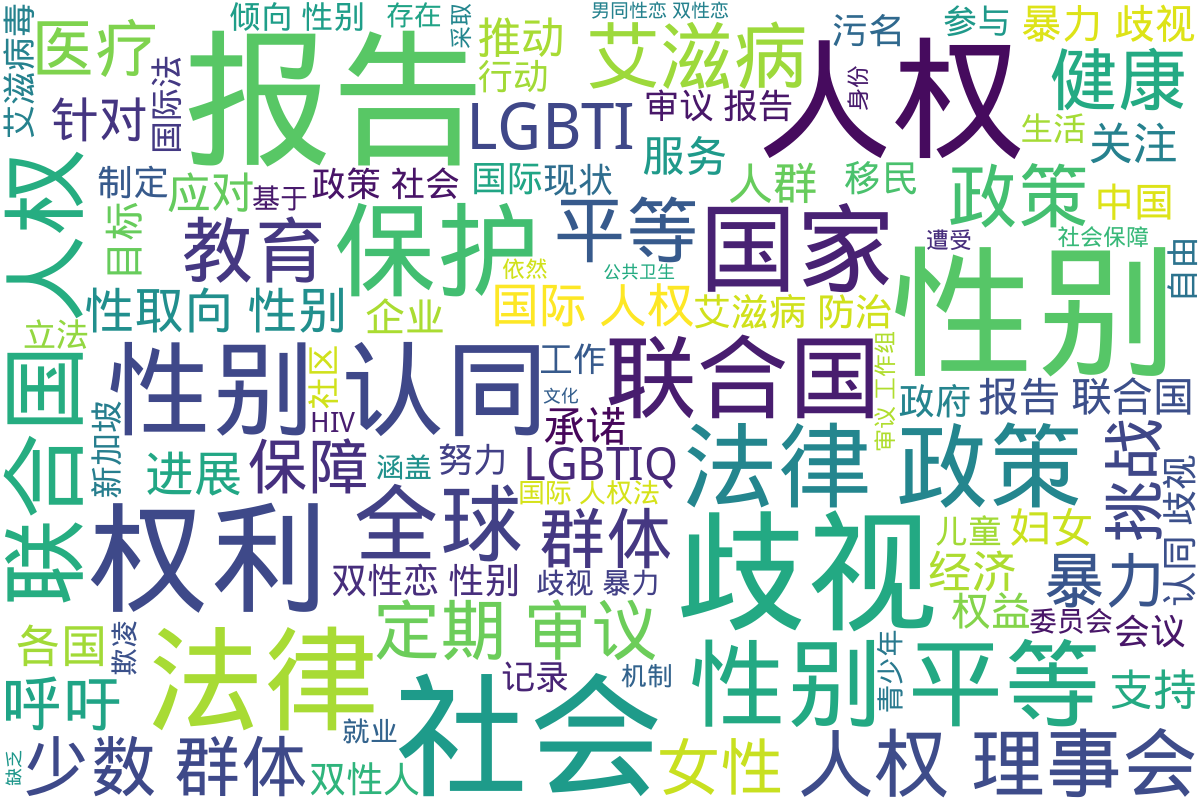 艾滋病毒
倾向 性别
存在
采取
男同性恋 双性恋
污名
参与
暴力 歧视
医疗
报告
推动
行动
艾滋病
人权
健康
针对
国际法
LGBTI
审议 报告
身份
生活
关注
服务
人权
制定
应对
基于
政策 社会
国际
现状
人群
移民
政策
中国
目标
教育
保护
平等
国家
遭受
社会保障
自由
性别
依然
公共卫生
性取向 性别
企业
国际 人权
艾滋病 防治
立法
联合国
社区
性别认同
工作
联合国
审议 工作组
文化
政府
报告 联合国
新加坡
HIV
承诺
进展
保障
涵盖
努力
LGBTIQ
法律
政策
挑战
歧视
认同
国际 人权法
权利
全球
群体
歧视
儿童
妇女
经济
暴力
双性恋 性别
歧视 暴力
权益
委员会
会议
各国
欺凌
法律
定期 审议
青少年
呼吁
记录
机制
社会
性别平等
支持
缺乏
少数 群体
就业
双性人
女性
人权 理事会